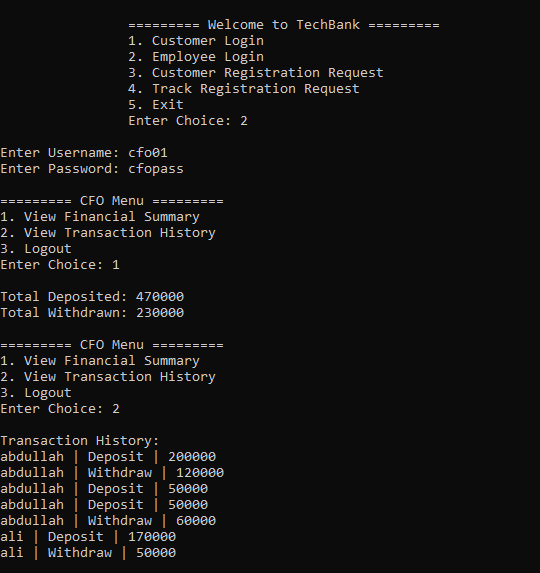 ========= Welcome to TechBank =========
1. Customer Login
2. Employee Login
3. Customer Registration Request
4. Track Registration Request
5. Exit
Enter Choice: 2
Enter Username: cfo01
Enter Password: cfopass
========= CFO Menu =========
1. View Financial Summary
2. View Transaction History
3. Logout
Enter Choice: 1
Total Deposited: 470000
Total Withdrawn: 230000
========= CFO Menu =========
1. View Financial Summary
2. View Transaction History
3. Logout
Enter Choice: 2
Transaction History:
abdullah | Deposit | 200000
abdullah | Withdraw | 120000
abdullah | Deposit | 50000
abdullah | Deposit | 50000
abdullah | Withdraw | 60000
ali | Deposit | 170000
ali | Withdraw | 50000